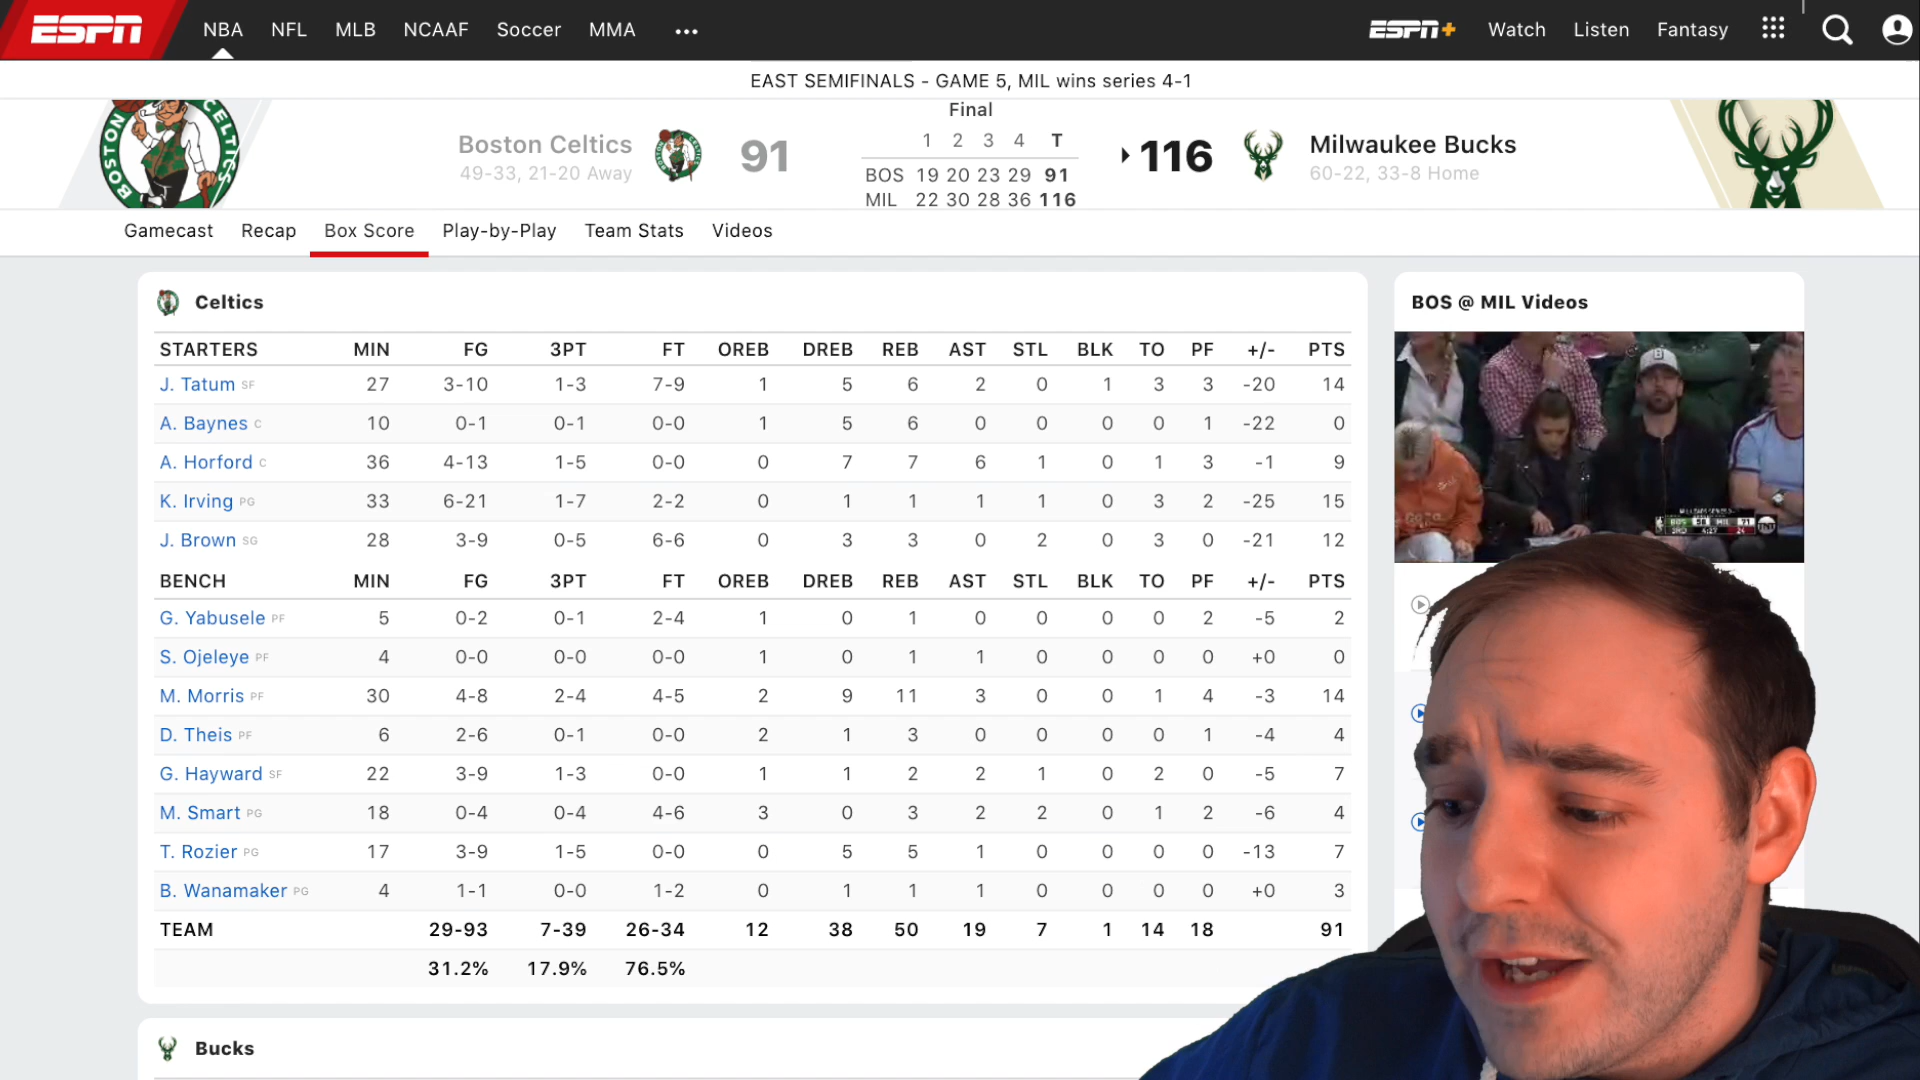 ESPN NBA NFL MLB NCAAF Soccer MMA ... ESPN+ Watch Listen Fantasy
EAST SEMIFINALS - GAME 5, MIL wins series 4-1
Final
Boston Celtics 91 1 2 3 4 T 116 Milwaukee Bucks
49-33, 21-20 Away 60-22, 33-8 Home
BOS 19 20 23 29 91
MIL 22 30 28 36 116
BOSTON CELTICS
Gamecast Recap Box Score Play-by-Play Team Stats Videos
Celtics
STARTERS MIN FG 3PT FT OREB DREB REB AST STL BLK TO PF +/- PTS
J. Tatum SF 27 3-10 1-3 7-9 1 5 6 2 0 1 3 3 -20 14
A. Baynes C 10 0-1 0-1 0-0 1 5 6 0 0 0 0 1 -22 0
A. Horford C 36 4-13 1-5 0-0 0 7 7 6 1 0 1 3 -1 9
K. Irving PG 33 6-21 1-7 2-2 0 1 1 1 1 0 3 2 -25 15
J. Brown SG 28 3-9 0-5 6-6 0 3 3 0 2 0 3 0 -21 12
BENCH MIN FG 3PT FT OREB DREB REB AST STL BLK TO PF +/- PTS
G. Yabusele PF 5 0-2 0-1 2-4 1 0 1 0 0 0 0 2 -5 2
S. Ojeleye PF 4 0-0 0-0 0-0 1 0 1 1 0 0 0 0 +0 0
M. Morris PF 30 4-8 2-4 4-5 2 9 11 3 0 0 1 4 -3 14
D. Theis PF 6 2-6 0-1 0-0 2 1 3 0 0 0 0 1 -4 4
G. Hayward SF 22 3-9 1-3 0-0 1 1 2 2 1 0 2 0 -5 7
M. Smart PG 18 0-4 0-4 4-6 3 0 3 2 2 0 1 2 -6 4
T. Rozier PG 17 3-9 1-5 0-0 0 5 5 1 0 0 0 0 -13 7
B. Wanamaker PG 4 1-1 0-0 1-2 0 1 1 1 0 0 0 0 +0 3
TEAM 29-93 7-39 26-34 12 38 50 19 7 1 14 18 91
31.2% 17.9% 76.5%
Bucks
BOS @ MIL Videos
B
BOS 58 MIL 71 TNT
3RD 4:27 24